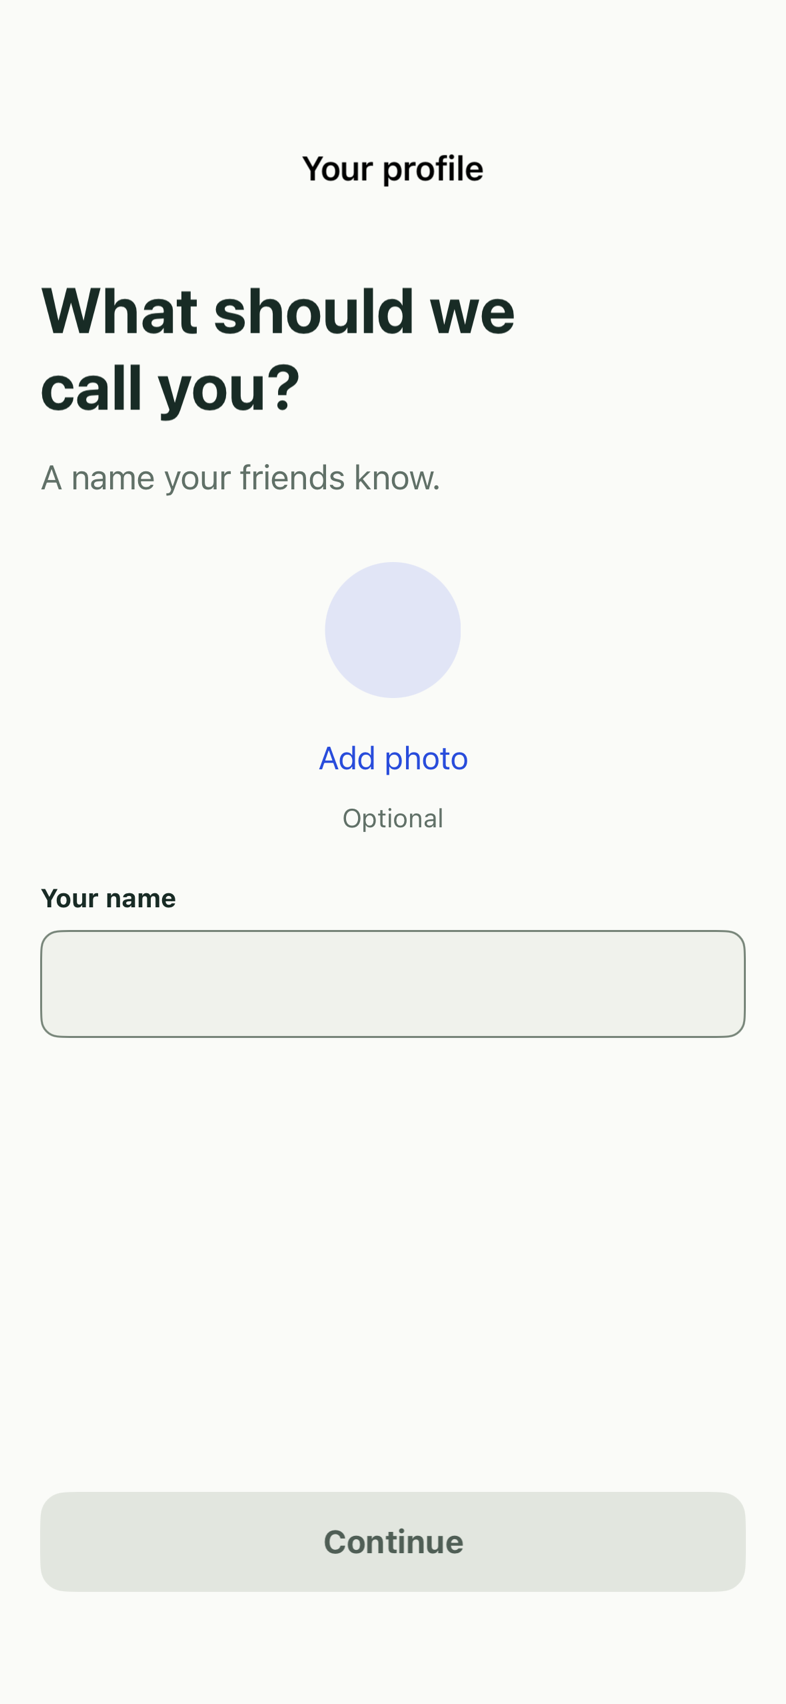 Your profile
What should we
call you?
A name your friends know.
Add photo
Optional
Your name
Continue